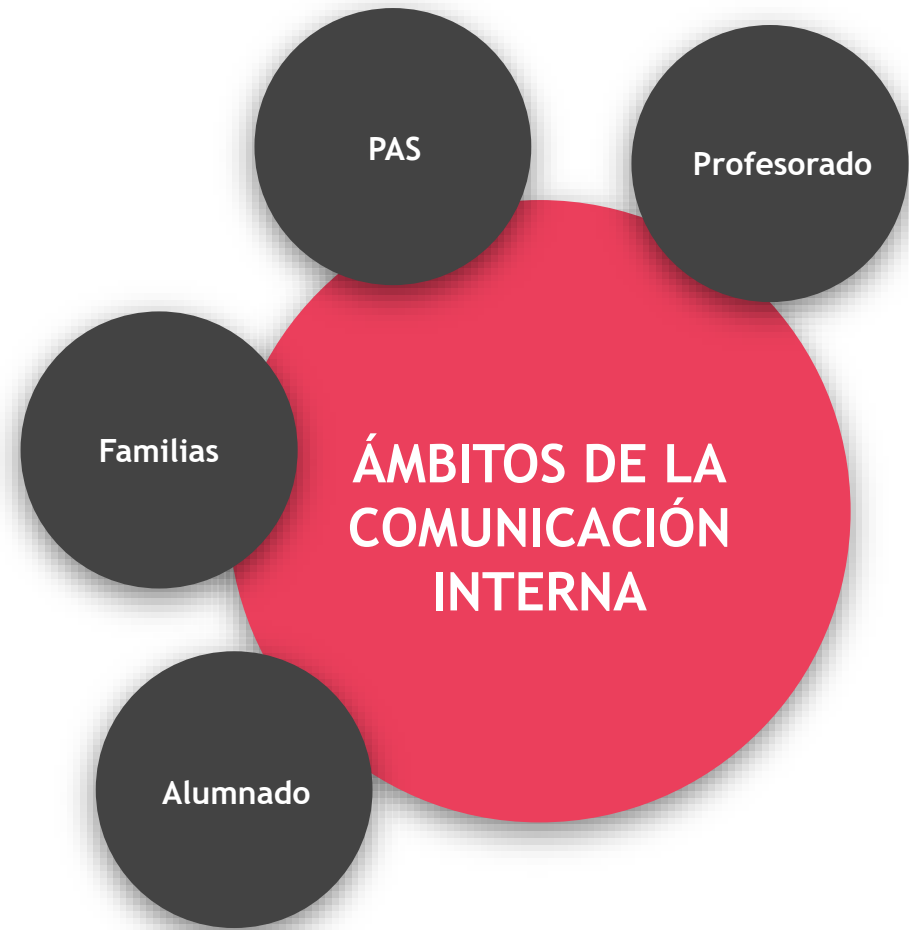 PAS
Profesorado
Familias
ÁMBITOS DE LA
COMUNICACIÓN
INTERNA
Alumnado